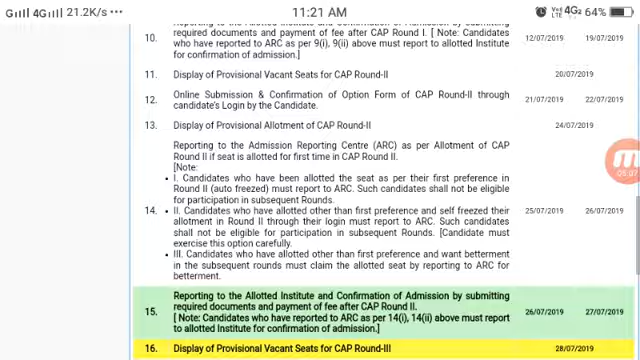 21.2K/s ···
11:21 AM
4G 64%
required documents and payment of fee after CAP Round I. [ Note: Candidates
10. who have reported to ARC as per 9(i), 9(ii) above must report to allotted Institute 12/07/2019 19/07/2019
for confirmation of admission.]
11. Display of Provisional Vacant Seats for CAP Round-II 20/07/2019
12. Online Submission & Confirmation of Option Form of CAP Round-II through 21/07/2019 22/07/2019
candidate's Login by the Candidate.
13. Display of Provisional Allotment of CAP Round-II 24/07/2019
Reporting to the Admission Reporting Centre (ARC) as per Allotment of CAP
Round II if seat is allotted for first time in CAP Round II.
[Note:
• I. Candidates who have been allotted the seat as per their first preference in
Round II (auto freezed) must report to ARC. Such candidates shall not be eligible
for participation in subsequent Rounds.
14. • II. Candidates who have allotted other than first preference and self freezed their 25/07/2019 26/07/2019
allotment in Round II through their login must report to ARC. Such candidates
shall not be eligible for participation in subsequent Rounds. [Candidate must
exercise this option carefully.
• III. Candidates who have allotted other than first preference and want betterment
in the subsequent rounds must claim the allotted seat by reporting to ARC for
betterment.
Reporting to the Allotted Institute and Confirmation of Admission by submitting
required documents and payment of fee after CAP Round II.
15. [ Note: Candidates who have reported to ARC as per 14(i), 14(ii) above must report 26/07/2019 27/07/2019
to allotted Institute for confirmation of admission.]
16. Display of Provisional Vacant Seats for CAP Round-III 28/07/2019